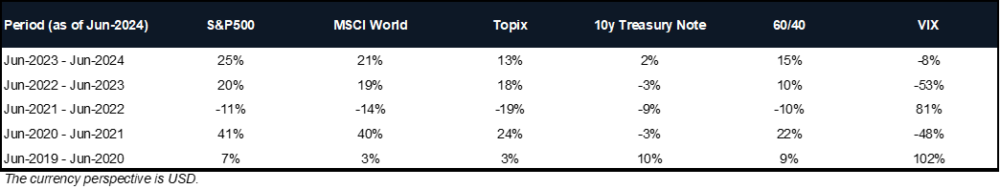 Period (as of Jun-2024) S&P500 MSCI World Topix 10y Treasury Note 60/40 VIX
Jun-2023 - Jun-2024 25% 21% 13% 2% 15% -8%
Jun-2022 - Jun-2023 20% 19% 18% -3% 10% -53%
Jun-2021 - Jun-2022 -11% -14% -19% -9% -10% 81%
Jun-2020 - Jun-2021 41% 40% 24% -3% 22% -48%
Jun-2019 - Jun-2020 7% 3% 3% 10% 9% 102%
The currency perspective is USD.